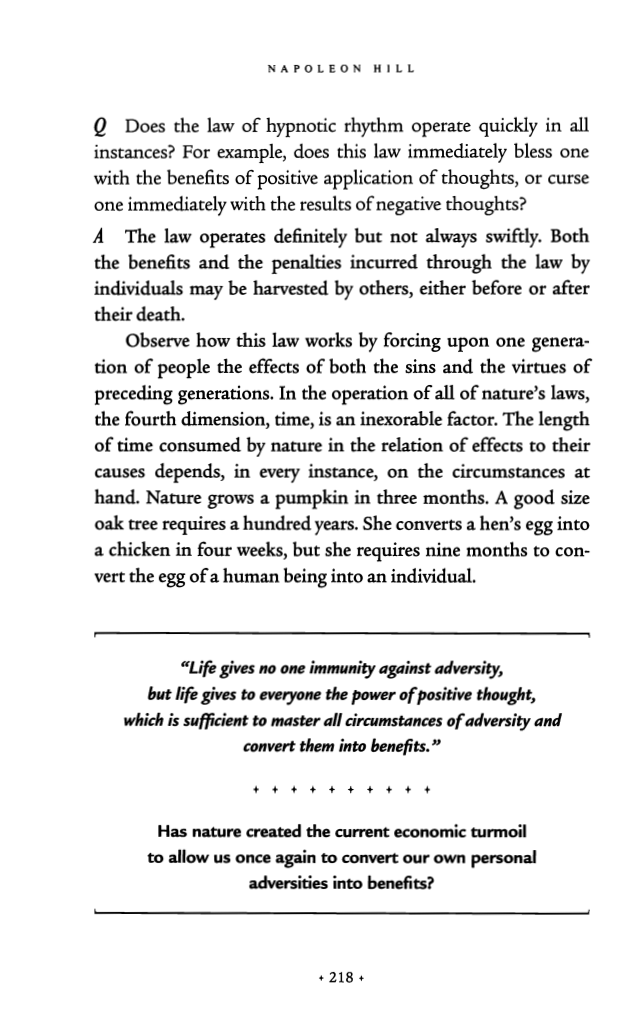 NAPOLEON HILL
Q Does the law of hypnotic rhythm operate quickly in all
instances? For example, does this law immediately bless one
with the benefits of positive application of thoughts, or curse
one immediately with the results of negative thoughts?
A The law operates definitely but not always swiftly. Both
the benefits and the penalties incurred through the law by
individuals may be harvested by others, either before or after
their death.
Observe how this law works by forcing upon one genera-
tion of people the effects of both the sins and the virtues of
preceding generations. In the operation of all of nature's laws,
the fourth dimension, time, is an inexorable factor. The length
of time consumed by nature in the relation of effects to their
causes depends, in every instance, on the circumstances at
hand. Nature grows a pumpkin in three months. A good size
oak tree requires a hundred years. She converts a hen's egg into
a chicken in four weeks, but she requires nine months to con-
vert the egg of a human being into an individual.
"Life gives no one immunity against adversity,
but life gives to everyone the power of positive thought,
which is sufficient to master all circumstances of adversity and
convert them into benefits."
+ + + + + + + + + +
Has nature created the current economic turmoil
to allow us once again to convert our own personal
adversities into benefits?
+ 218 +